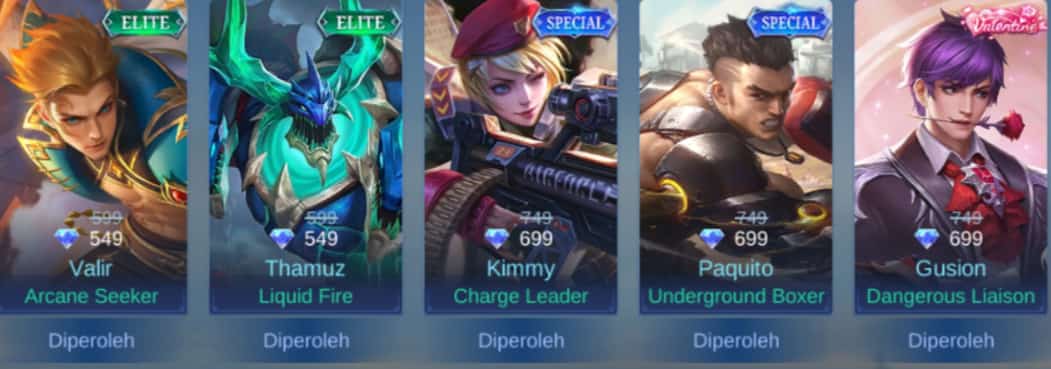 ELITE
599
549
Valir
Arcane Seeker
Diperoleh
ELITE
599
549
Thamuz
Liquid Fire
Diperoleh
SPECIAL
749
699
Kimmy
Charge Leader
Diperoleh
SPECIAL
749
699
Paquito
Underground Boxer
Diperoleh
Valentine
749
699
Gusion
Dangerous Liaison
Diperoleh